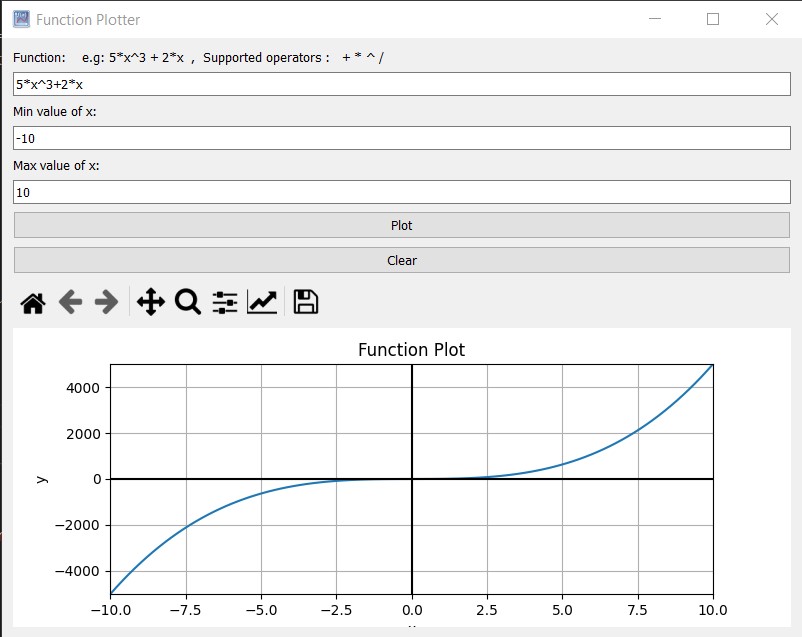 Function Plotter
Function: e.g: 5*x^3 + 2*x , Supported operators : + * ^ /
5*x^3+2*x
Min value of x:
-10
Max value of x:
10
Plot
Clear
Function Plot
4000
2000
0
−2000
−4000
y
−10.0 −7.5 −5.0 −2.5 0.0 2.5 5.0 7.5 10.0